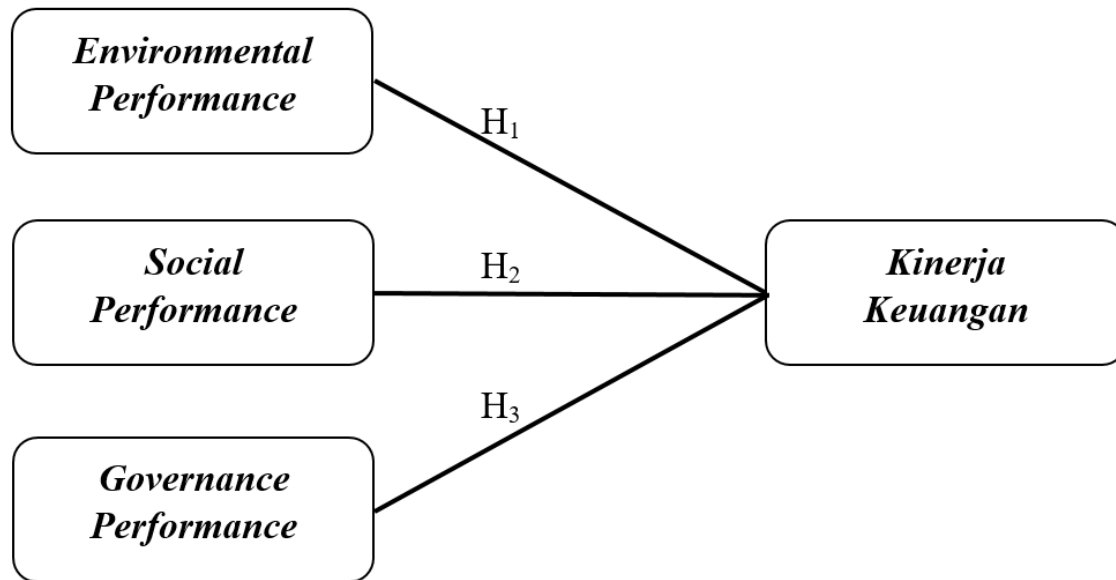 Environmental
Performance
H₁
Social
Performance
H₂
Kinerja
Keuangan
H₃
Governance
Performance